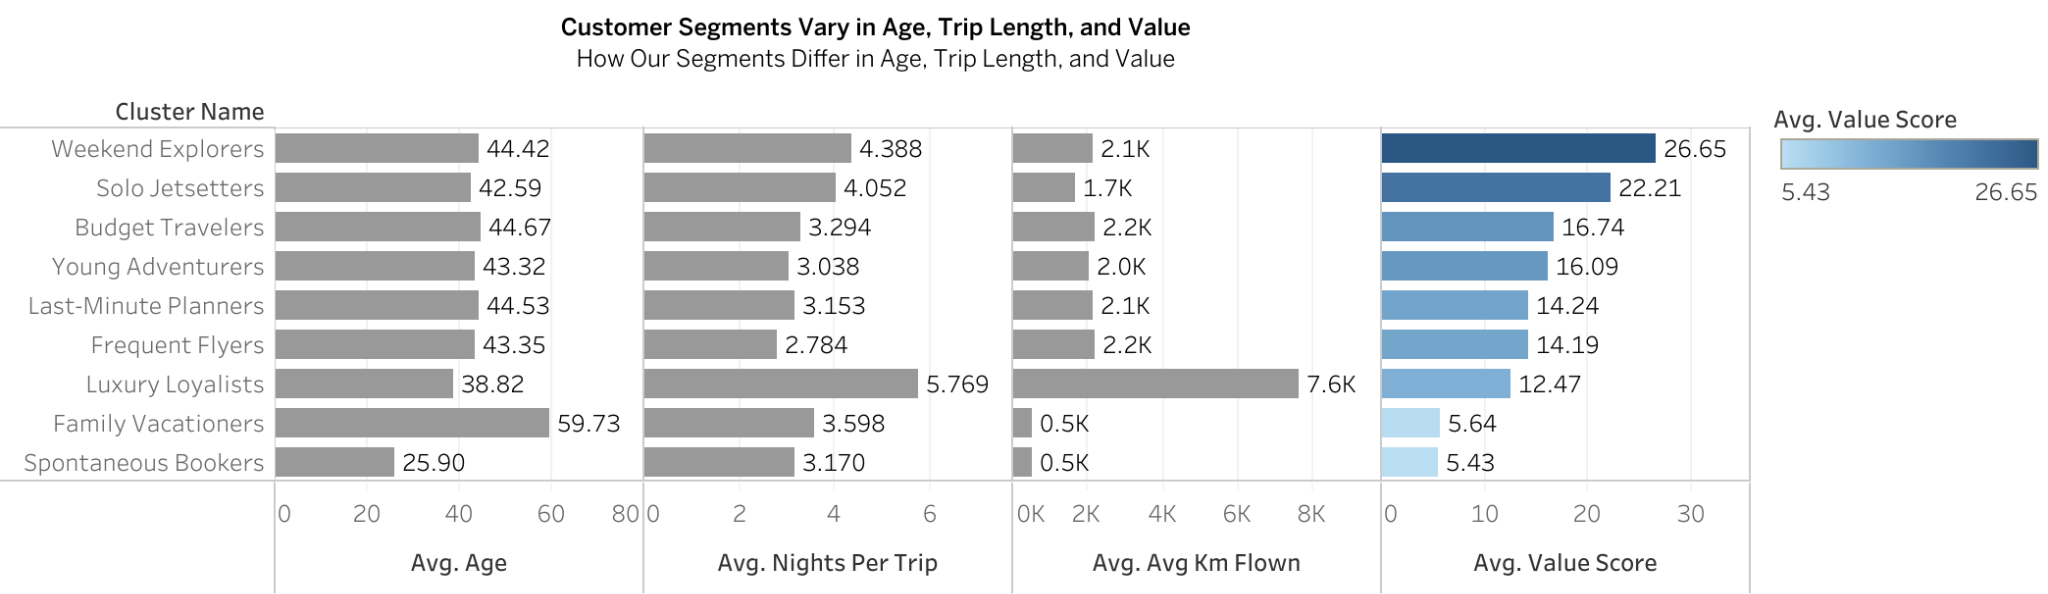 Customer Segments Vary in Age, Trip Length, and Value
How Our Segments Differ in Age, Trip Length, and Value
Cluster Name
Weekend Explorers 44.42 4.388 2.1K 26.65
Solo Jetsetters 42.59 4.052 1.7K 22.21
Budget Travelers 44.67 3.294 2.2K 16.74
Young Adventurers 43.32 3.038 2.0K 16.09
Last-Minute Planners 44.53 3.153 2.1K 14.24
Frequent Flyers 43.35 2.784 2.2K 14.19
Luxury Loyalists 38.82 5.769 7.6K 12.47
Family Vacationers 59.73 3.598 0.5K 5.64
Spontaneous Bookers 25.90 3.170 0.5K 5.43
0 20 40 60 80 0 2 4 6 0K 2K 4K 6K 8K 0 10 20 30
Avg. Age Avg. Nights Per Trip Avg. Avg Km Flown Avg. Value Score
Avg. Value Score
5.43 26.65